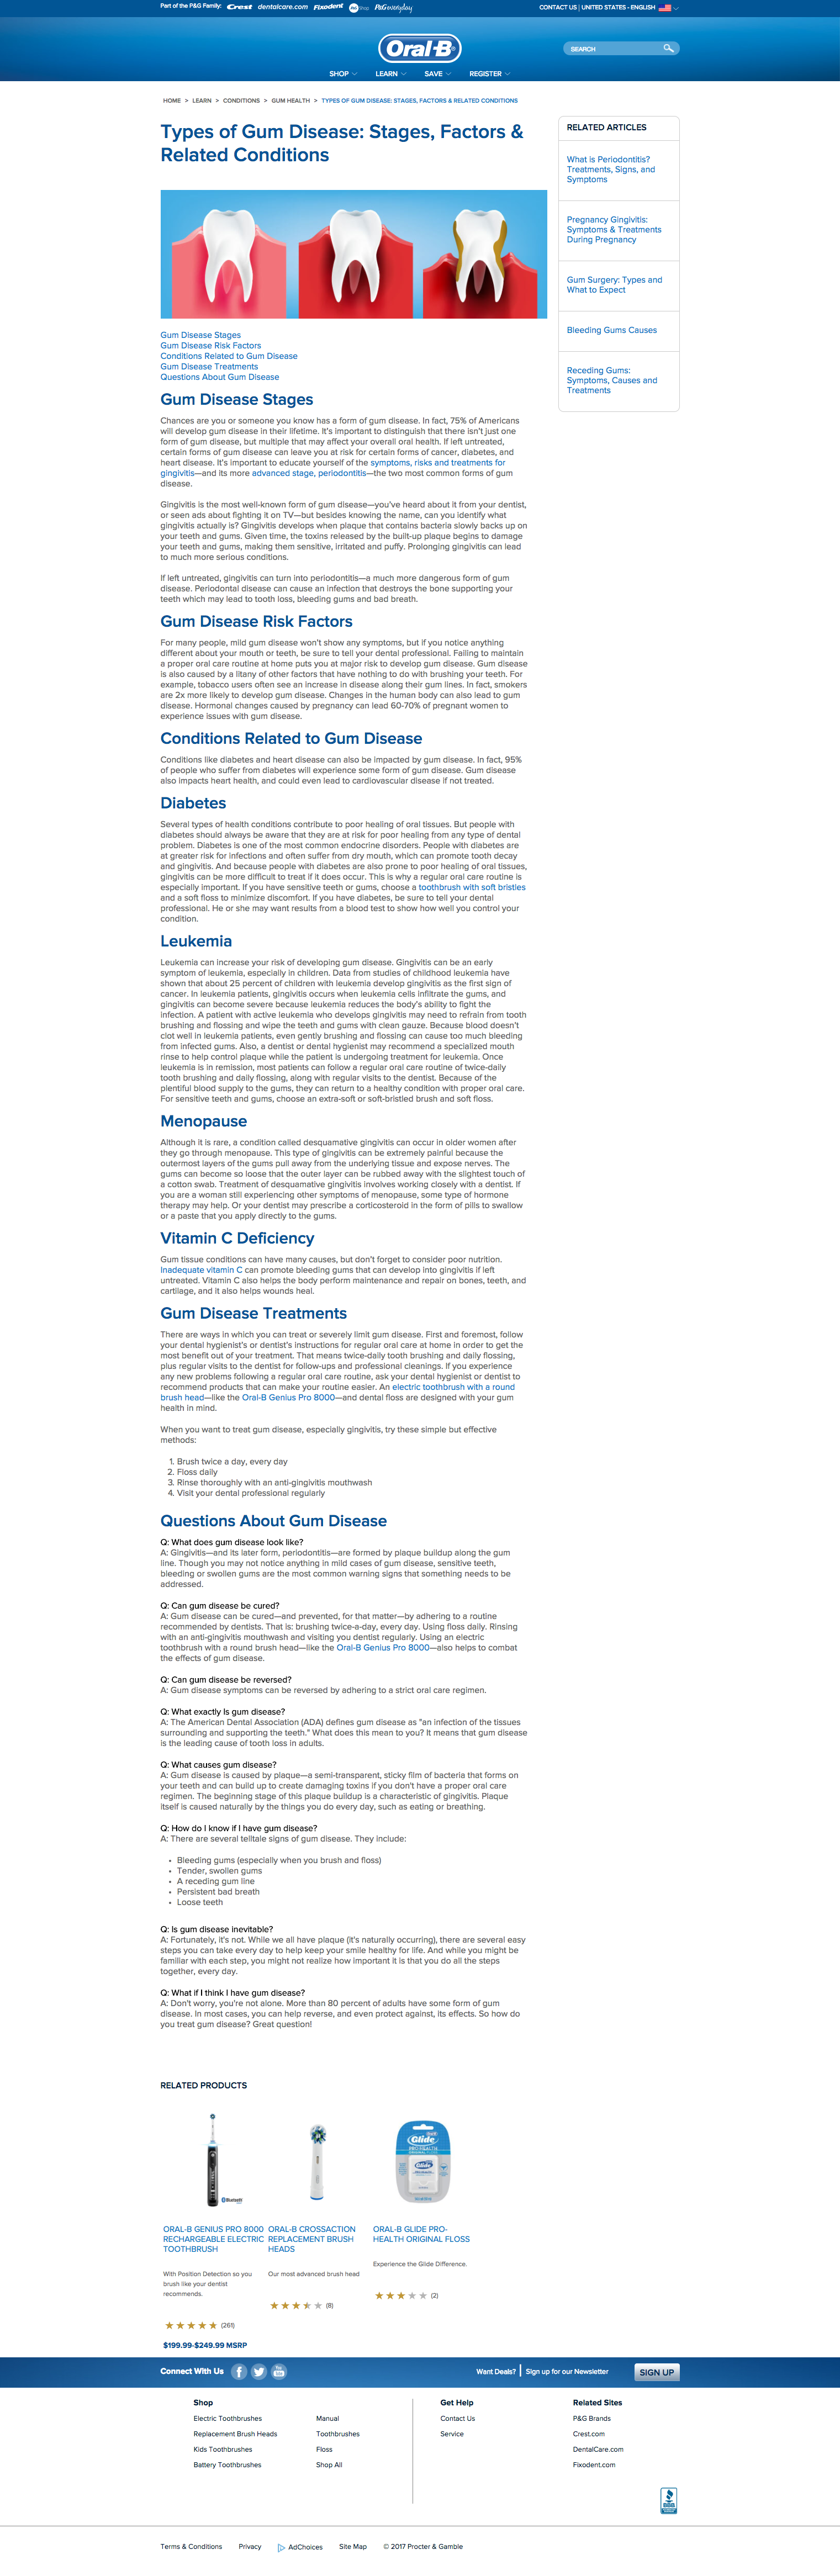 Part of the P&G Family: Crest dentalcare.com Fixodent P&G Shop P&Geveryday
CONTACT US | UNITED STATES - ENGLISH
Oral-B®
SEARCH
SHOP LEARN SAVE REGISTER
HOME > LEARN > CONDITIONS > GUM HEALTH > TYPES OF GUM DISEASE: STAGES, FACTORS & RELATED CONDITIONS
Types of Gum Disease: Stages, Factors &
Related Conditions
Gum Disease Stages
Gum Disease Risk Factors
Conditions Related to Gum Disease
Gum Disease Treatments
Questions About Gum Disease
Gum Disease Stages
Chances are you or someone you know has a form of gum disease. In fact, 75% of Americans
will develop gum disease in their lifetime. It's important to distinguish that there isn't just one
form of gum disease, but multiple that may affect your overall oral health. If left untreated,
certain forms of gum disease can leave you at risk for certain forms of cancer, diabetes, and
heart disease. It's important to educate yourself of the symptoms, risks and treatments for
gingivitis—and its more advanced stage, periodontitis—the two most common forms of gum
disease.
Gingivitis is the most well-known form of gum disease—you've heard about it from your dentist,
or seen ads about fighting it on TV—but besides knowing the name, can you identify what
gingivitis actually is? Gingivitis develops when plaque that contains bacteria slowly backs up on
your teeth and gums. Given time, the toxins released by the built-up plaque begins to damage
your teeth and gums, making them sensitive, irritated and puffy. Prolonging gingivitis can lead
to much more serious conditions.
If left untreated, gingivitis can turn into periodontitis—a much more dangerous form of gum
disease. Periodontal disease can cause an infection that destroys the bone supporting your
teeth which may lead to tooth loss, bleeding gums and bad breath.
Gum Disease Risk Factors
For many people, mild gum disease won't show any symptoms, but if you notice anything
different about your mouth or teeth, be sure to tell your dental professional. Failing to maintain
a proper oral care routine at home puts you at major risk to develop gum disease. Gum disease
is also caused by a litany of other factors that have nothing to do with brushing your teeth. For
example, tobacco users often see an increase in disease along their gum lines. In fact, smokers
are 2x more likely to develop gum disease. Changes in the human body can also lead to gum
disease. Hormonal changes caused by pregnancy can lead 60-70% of pregnant women to
experience issues with gum disease.
Conditions Related to Gum Disease
Conditions like diabetes and heart disease can also be impacted by gum disease. In fact, 95%
of people who suffer from diabetes will experience some form of gum disease. Gum disease
also impacts heart health, and could even lead to cardiovascular disease if not treated.
Diabetes
Several types of health conditions contribute to poor healing of oral tissues. But people with
diabetes should always be aware that they are at risk for poor healing from any type of dental
problem. Diabetes is one of the most common endocrine disorders. People with diabetes are
at greater risk for infections and often suffer from dry mouth, which can promote tooth decay
and gingivitis. And because people with diabetes are also prone to poor healing of oral tissues,
gingivitis can be more difficult to treat if it does occur. This is why a regular oral care routine is
especially important. If you have sensitive teeth or gums, choose a toothbrush with soft bristles
and a soft floss to minimize discomfort. If you have diabetes, be sure to tell your dental
professional. He or she may want results from a blood test to show how well you control your
condition.
Leukemia
Leukemia can increase your risk of developing gum disease. Gingivitis can be an early
symptom of leukemia, especially in children. Data from studies of childhood leukemia have
shown that about 25 percent of children with leukemia develop gingivitis as the first sign of
cancer. In leukemia patients, gingivitis occurs when leukemia cells infiltrate the gums, and
gingivitis can become severe because leukemia reduces the body's ability to fight the
infection. A patient with active leukemia who develops gingivitis may need to refrain from tooth
brushing and flossing and wipe the teeth and gums with clean gauze. Because blood doesn't
clot well in leukemia patients, even gently brushing and flossing can cause too much bleeding
from infected gums. Also, a dentist or dental hygienist may recommend a specialized mouth
rinse to help control plaque while the patient is undergoing treatment for leukemia. Once
leukemia is in remission, most patients can follow a regular oral care routine of twice-daily
tooth brushing and daily flossing, along with regular visits to the dentist. Because of the
plentiful blood supply to the gums, they can return to a healthy condition with proper oral care.
For sensitive teeth and gums, choose an extra-soft or soft-bristled brush and soft floss.
Menopause
Although it is rare, a condition called desquamative gingivitis can occur in older women after
they go through menopause. This type of gingivitis can be extremely painful because the
outermost layers of the gums pull away from the underlying tissue and expose nerves. The
gums can become so loose that the outer layer can be rubbed away with the slightest touch of
a cotton swab. Treatment of desquamative gingivitis involves working closely with a dentist. If
you are a woman still experiencing other symptoms of menopause, some type of hormone
therapy may help. Or your dentist may prescribe a corticosteroid in the form of pills to swallow
or a paste that you apply directly to the gums.
Vitamin C Deficiency
Gum tissue conditions can have many causes, but don't forget to consider poor nutrition.
Inadequate vitamin C can promote bleeding gums that can develop into gingivitis if left
untreated. Vitamin C also helps the body perform maintenance and repair on bones, teeth, and
cartilage, and it also helps wounds heal.
Gum Disease Treatments
There are ways in which you can treat or severely limit gum disease. First and foremost, follow
your dental hygienist's or dentist's instructions for regular oral care at home in order to get the
most benefit out of your treatment. That means twice-daily tooth brushing and daily flossing,
plus regular visits to the dentist for follow-ups and professional cleanings. If you experience
any new problems following a regular oral care routine, ask your dental hygienist or dentist to
recommend products that can make your routine easier. An electric toothbrush with a round
brush head—like the Oral-B Genius Pro 8000—and dental floss are designed with your gum
health in mind.
When you want to treat gum disease, especially gingivitis, try these simple but effective
methods:
1. Brush twice a day, every day
2. Floss daily
3. Rinse thoroughly with an anti-gingivitis mouthwash
4. Visit your dental professional regularly
Questions About Gum Disease
Q: What does gum disease look like?
A: Gingivitis—and its later form, periodontitis—are formed by plaque buildup along the gum
line. Though you may not notice anything in mild cases of gum disease, sensitive teeth,
bleeding or swollen gums are the most common warning signs that something needs to be
addressed.
Q: Can gum disease be cured?
A: Gum disease can be cured—and prevented, for that matter—by adhering to a routine
recommended by dentists. That is: brushing twice-a-day, every day. Using floss daily. Rinsing
with an anti-gingivitis mouthwash and visiting you dentist regularly. Using an electric
toothbrush with a round brush head—like the Oral-B Genius Pro 8000—also helps to combat
the effects of gum disease.
Q: Can gum disease be reversed?
A: Gum disease symptoms can be reversed by adhering to a strict oral care regimen.
Q: What exactly Is gum disease?
A: The American Dental Association (ADA) defines gum disease as "an infection of the tissues
surrounding and supporting the teeth." What does this mean to you? It means that gum disease
is the leading cause of tooth loss in adults.
Q: What causes gum disease?
A: Gum disease is caused by plaque—a semi-transparent, sticky film of bacteria that forms on
your teeth and can build up to create damaging toxins if you don't have a proper oral care
regimen. The beginning stage of this plaque buildup is a characteristic of gingivitis. Plaque
itself is caused naturally by the things you do every day, such as eating or breathing.
Q: How do I know if I have gum disease?
A: There are several telltale signs of gum disease. They include:
• Bleeding gums (especially when you brush and floss)
• Tender, swollen gums
• A receding gum line
• Persistent bad breath
• Loose teeth
Q: Is gum disease inevitable?
A: Fortunately, it's not. While we all have plaque (it's naturally occurring), there are several easy
steps you can take every day to help keep your smile healthy for life. And while you might be
familiar with each step, you might not realize how important it is that you do all the steps
together, every day.
Q: What if I think I have gum disease?
A: Don't worry, you're not alone. More than 80 percent of adults have some form of gum
disease. In most cases, you can help reverse, and even protect against, its effects. So how do
you treat gum disease? Great question!
RELATED ARTICLES
What is Periodontitis?
Treatments, Signs, and
Symptoms
Pregnancy Gingivitis:
Symptoms & Treatments
During Pregnancy
Gum Surgery: Types and
What to Expect
Bleeding Gums Causes
Receding Gums:
Symptoms, Causes and
Treatments
RELATED PRODUCTS
Bluetooth
Glide
PRO-HEALTH
Glide
ORAL-B GENIUS PRO 8000
RECHARGEABLE ELECTRIC
TOOTHBRUSH
With Position Detection so you
brush like your dentist
recommends.
(261)
$199.99-$249.99 MSRP
ORAL-B CROSSACTION
REPLACEMENT BRUSH
HEADS
Our most advanced brush head
(8)
ORAL-B GLIDE PRO-
HEALTH ORIGINAL FLOSS
Experience the Glide Difference.
(2)
Connect With Us f You Tube
Want Deals? | Sign up for our Newsletter SIGN UP
Shop
Electric Toothbrushes
Replacement Brush Heads
Kids Toothbrushes
Battery Toothbrushes
Manual
Toothbrushes
Floss
Shop All
Get Help
Contact Us
Service
Related Sites
P&G Brands
Crest.com
DentalCare.com
Fixodent.com
BBB
Terms & Conditions Privacy AdChoices Site Map © 2017 Procter & Gamble